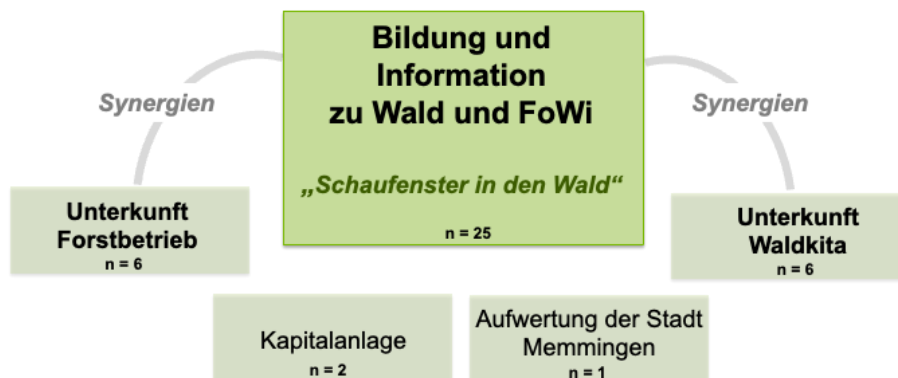 Bildung und
Information
zu Wald und FoWi
„Schaufenster in den Wald“
n = 25
Synergien
Synergien
Unterkunft
Forstbetrieb
n = 6
Unterkunft
Waldkita
n = 6
Kapitalanlage
n = 2
Aufwertung der Stadt
Memmingen
n = 1